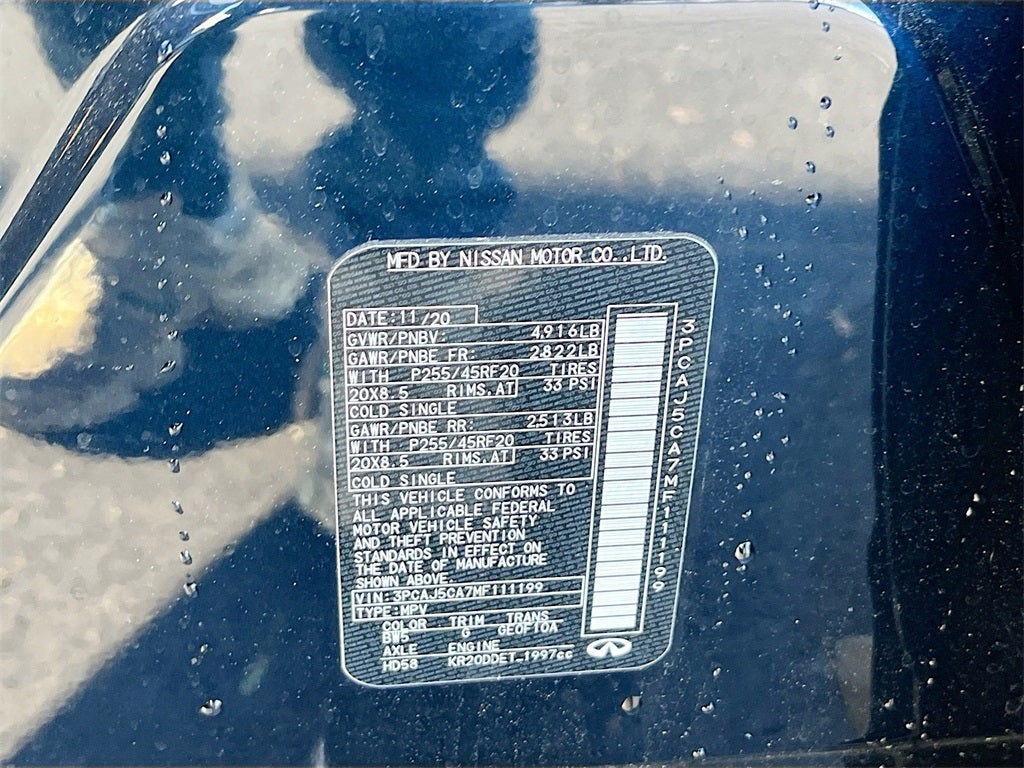 MFD BY NISSAN MOTOR CO.,LTD.
DATE:11/20
GVWR/PNBV: 4,916LB
GAWR/PNBE FR: 2,822LB
WITH P255/45RF20 TIRES
20X8.5 RIMS.AT 33 PSI
COLD SINGLE
GAWR/PNBE RR: 2,513LB
WITH P255/45RF20 TIRES
20X8.5 RIMS.AT 33 PSI
COLD SINGLE
THIS VEHICLE CONFORMS TO
ALL APPLICABLE FEDERAL
MOTOR VEHICLE SAFETY
AND THEFT PREVENTION
STANDARDS IN EFFECT ON
THE DATE OF MANUFACTURE
SHOWN ABOVE.
VIN:3PCAJ5CA7MF111199
TYPE:MPV
COLOR TRIM TRANS
BW5 G GEOF10A
AXLE ENGINE
HD58 KR20DDET_1997cc
3PCAJ5CA7MF111199